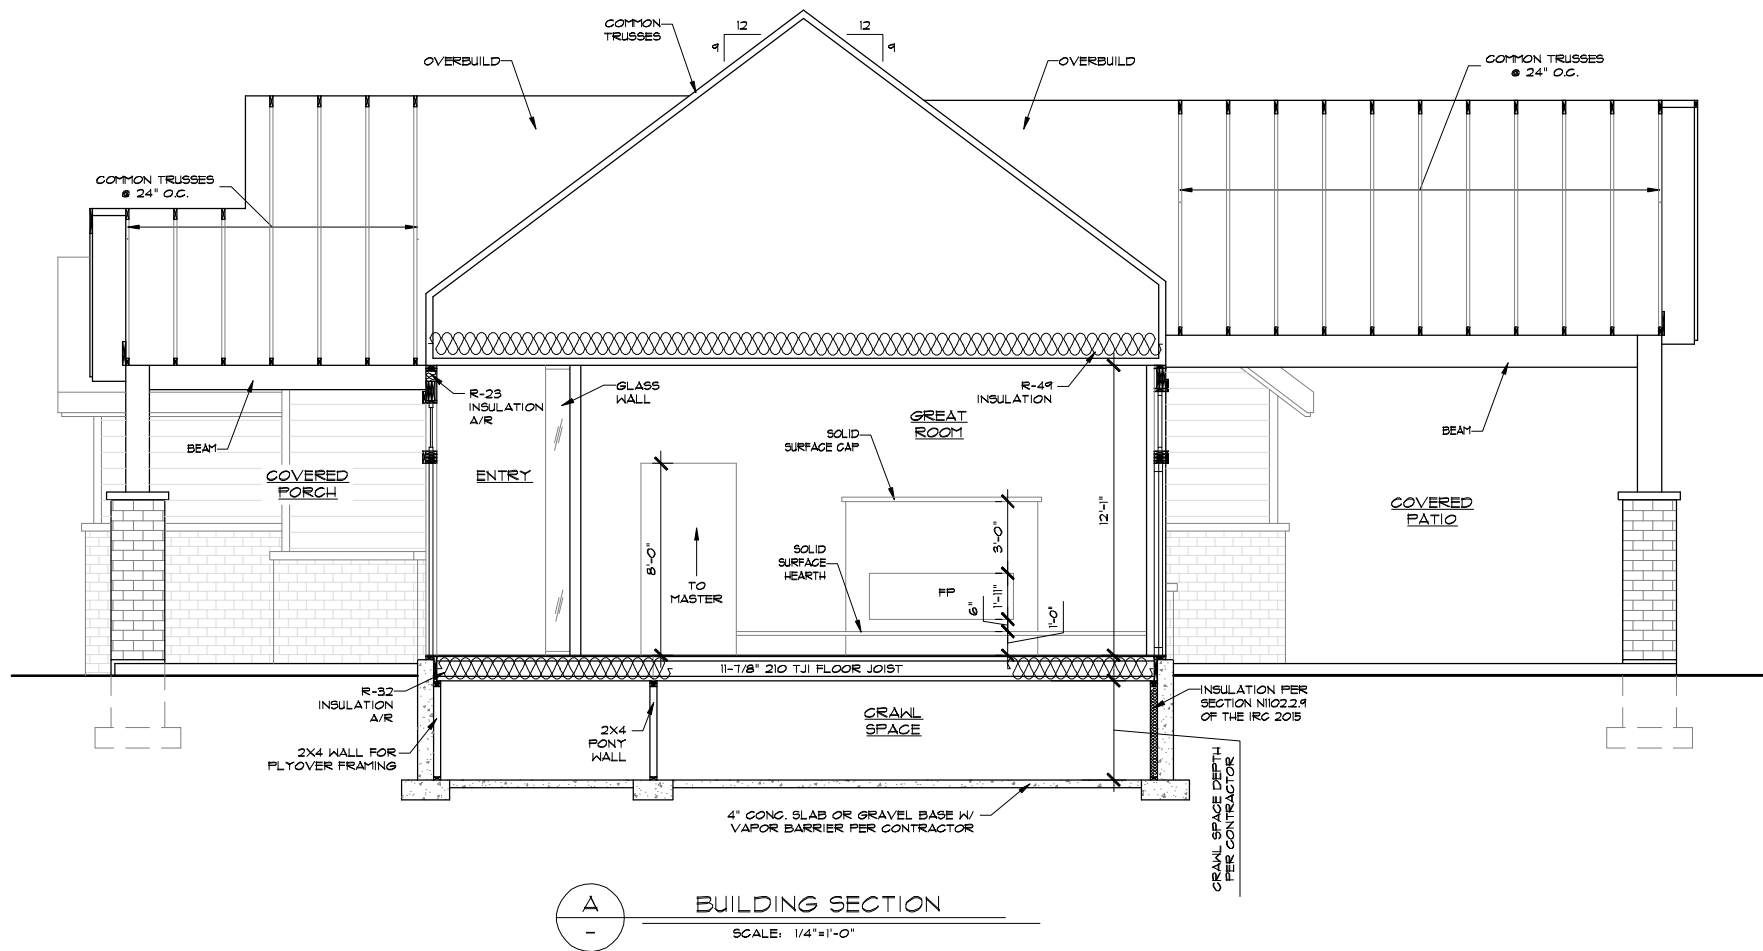 COMMON
TRUSSES
12
9
12
9
OVERBUILD
OVERBUILD
COMMON TRUSSES
@ 24" O.C.
COMMON TRUSSES
@ 24" O.C.
R-23
INSULATION
A/R
GLASS
WALL
R-49
INSULATION
GREAT
ROOM
SOLID
SURFACE CAP
BEAM
BEAM
COVERED
PORCH
ENTRY
COVERED
PATIO
12'-1"
8'-0"
3'-0"
SOLID
SURFACE
HEARTH
TO
MASTER
FP
1'-11"
6"
1'-0"
11-7/8" 210 TJI FLOOR JOIST
R-32
INSULATION
A/R
INSULATION PER
SECTION N1102.2.9
OF THE IRC 2015
CRAWL
SPACE
2X4
PONY
WALL
2X4 WALL FOR
PLYOVER FRAMING
CRAWL SPACE DEPTH
PER CONTRACTOR
4" CONC. SLAB OR GRAVEL BASE W/
VAPOR BARRIER PER CONTRACTOR
A
-
BUILDING SECTION
SCALE: 1/4"=1'-0"